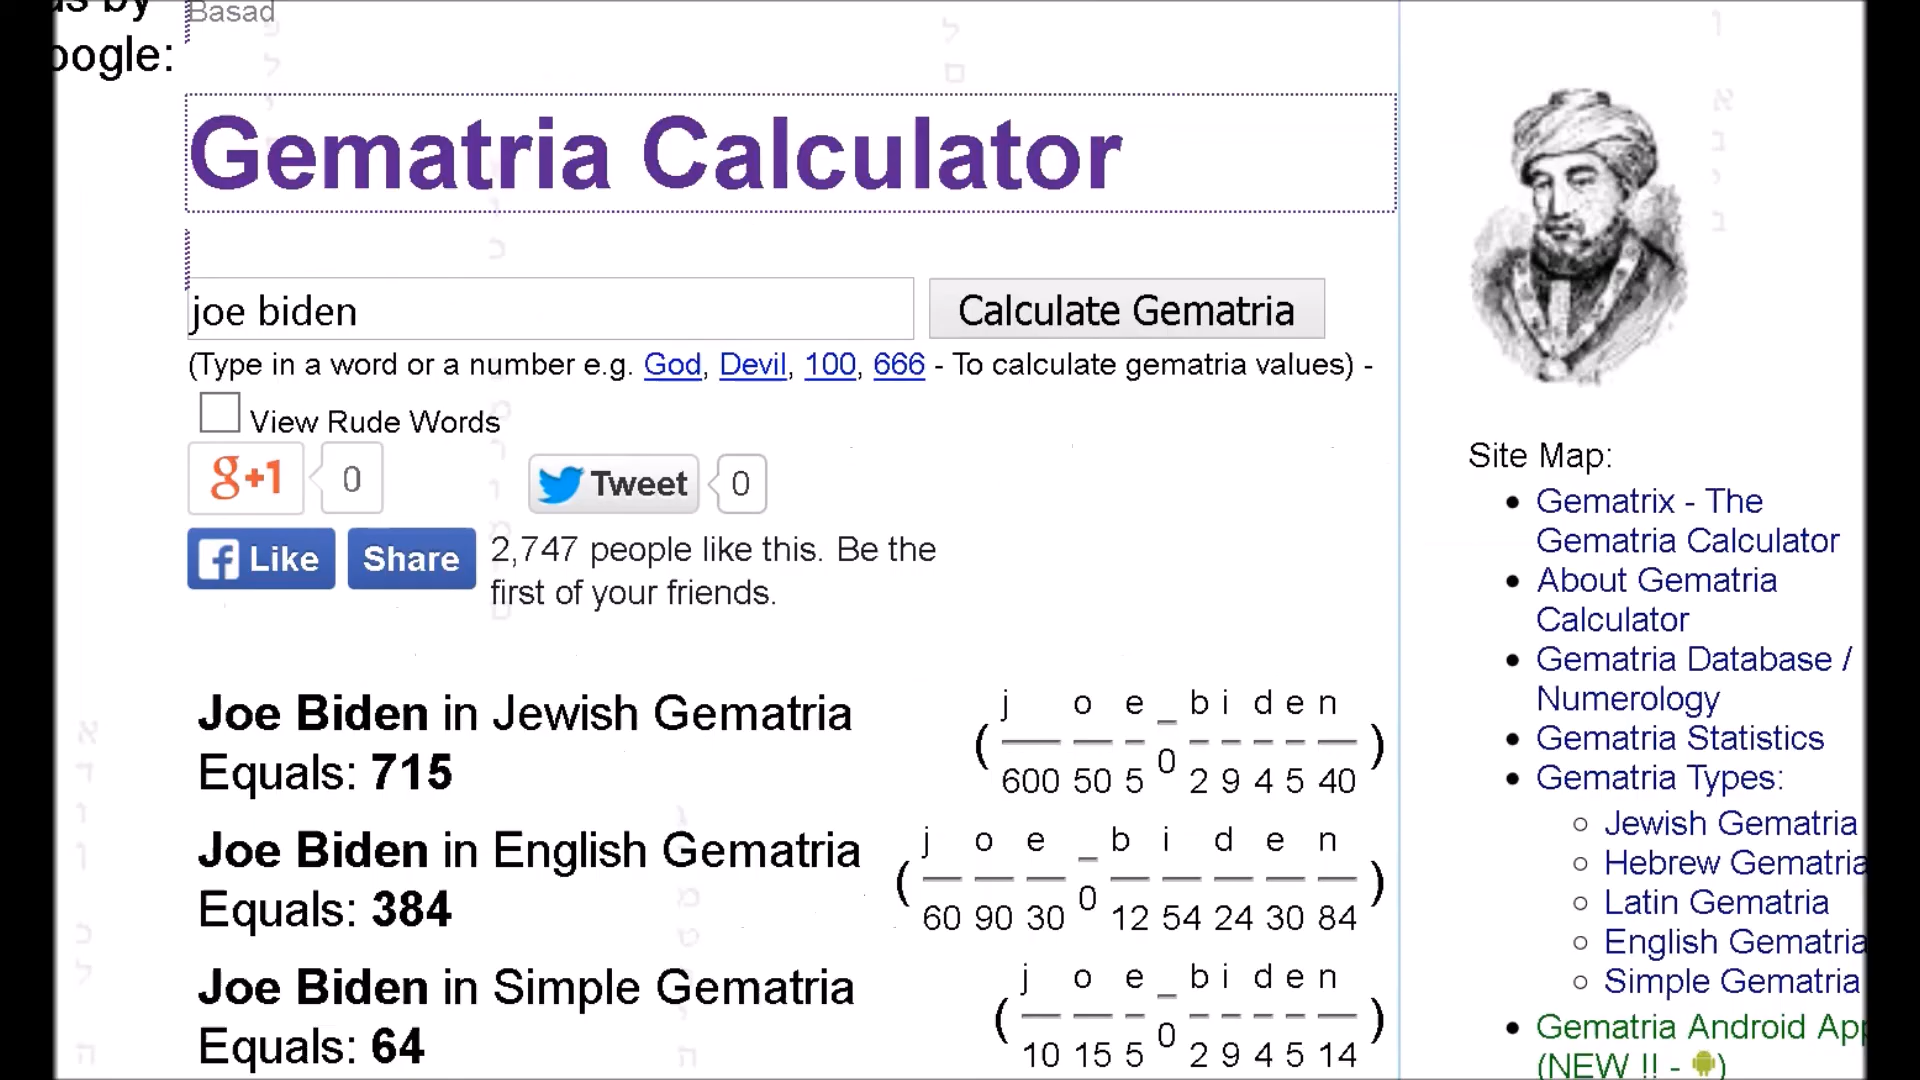 Basad
oogle:
Gematria Calculator
joe biden
Calculate Gematria
(Type in a word or a number e.g. God, Devil, 100, 666 - To calculate gematria values) -
View Rude Words
g+1 0
Tweet 0
Like Share 2,747 people like this. Be the
first of your friends.
Joe Biden in Jewish Gematria
Equals: 715
( j o e _ b i d e n )
600 50 5 0 2 9 4 5 40
Joe Biden in English Gematria
Equals: 384
( j o e _ b i d e n )
60 90 30 0 12 54 24 30 84
Joe Biden in Simple Gematria
Equals: 64
( j o e _ b i d e n )
10 15 5 0 2 9 4 5 14
Site Map:
Gematrix - The
Gematria Calculator
About Gematria
Calculator
Gematria Database /
Numerology
Gematria Statistics
Gematria Types:
Jewish Gematria
Hebrew Gematria
Latin Gematria
English Gematria
Simple Gematria
Gematria Android App
(NEW !! - )